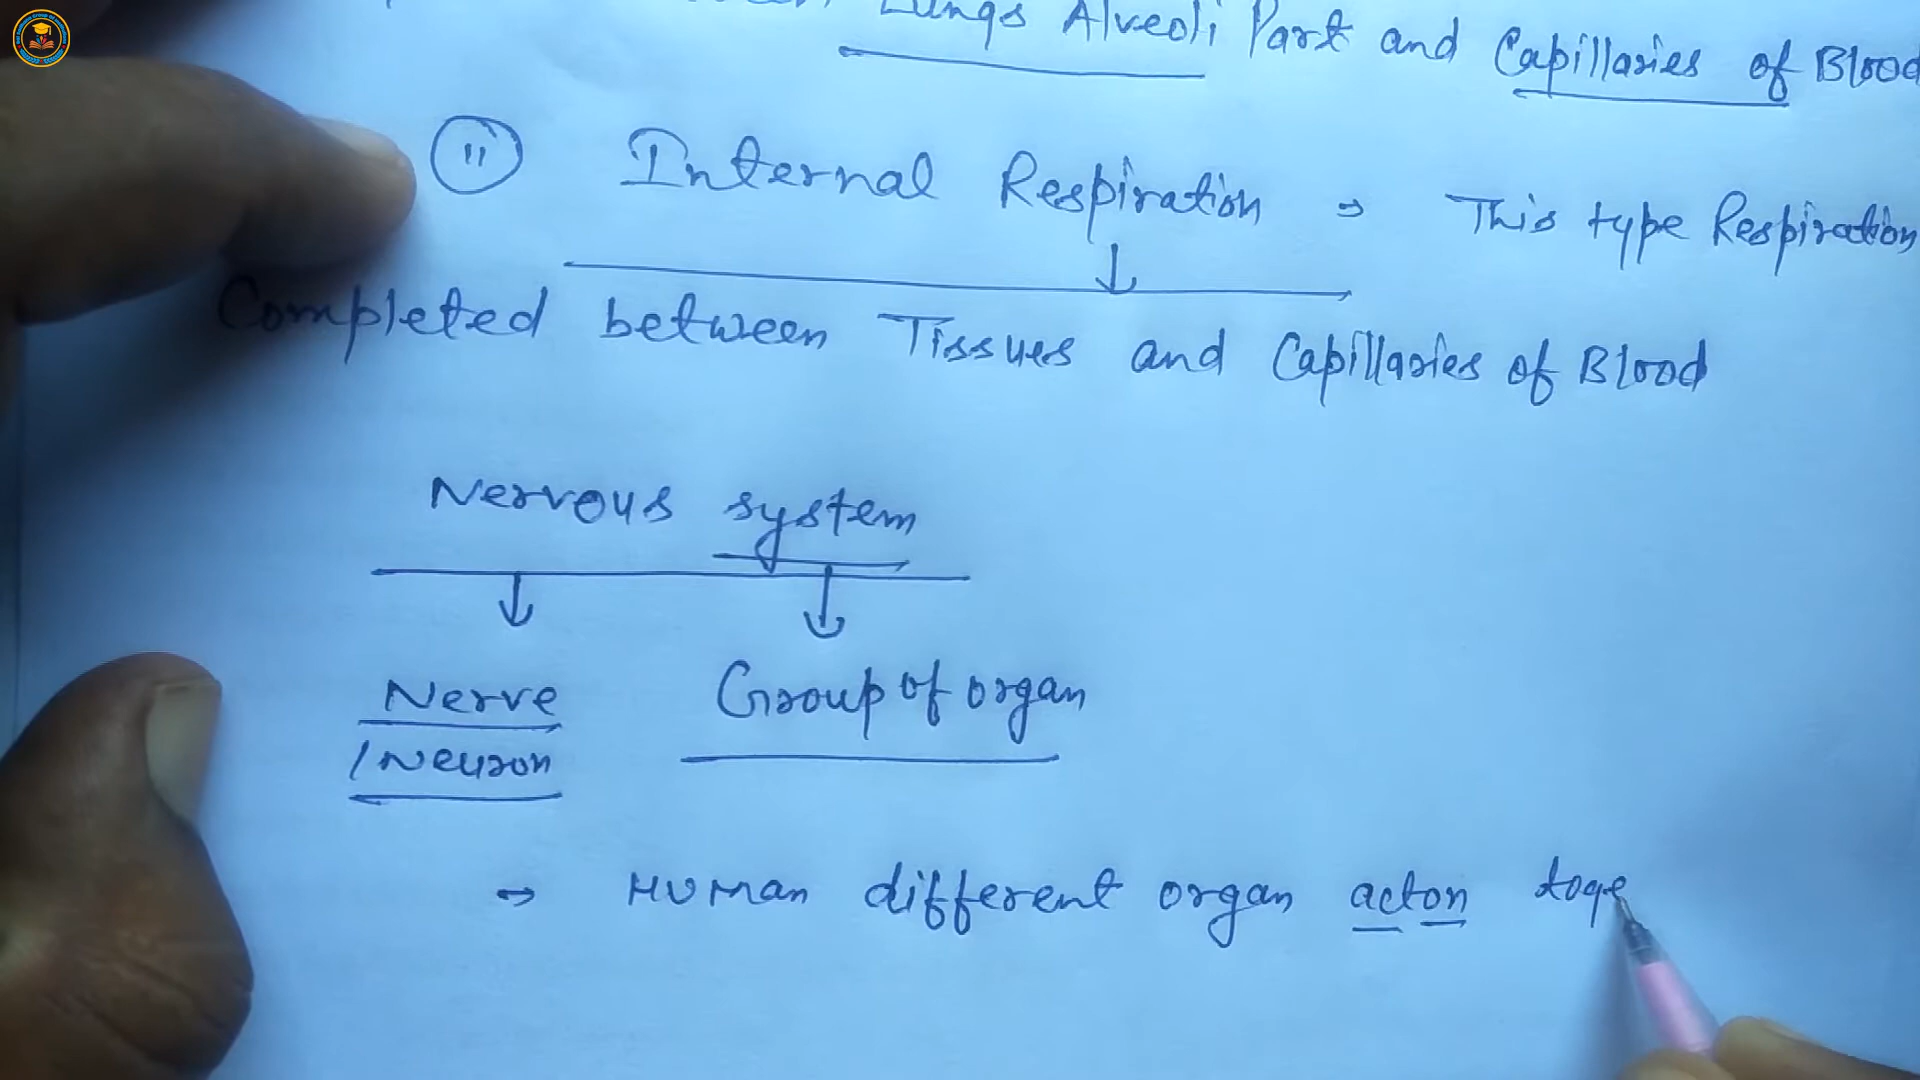 Lungs Alveoli Part and Capillaries of Blood
(ii) Internal Respiration → This type Respiration
Completed between Tissues and Capillaries of Blood
Nervous system
Nerve Group of organ
/Neuron
→ Human different organ acton toge